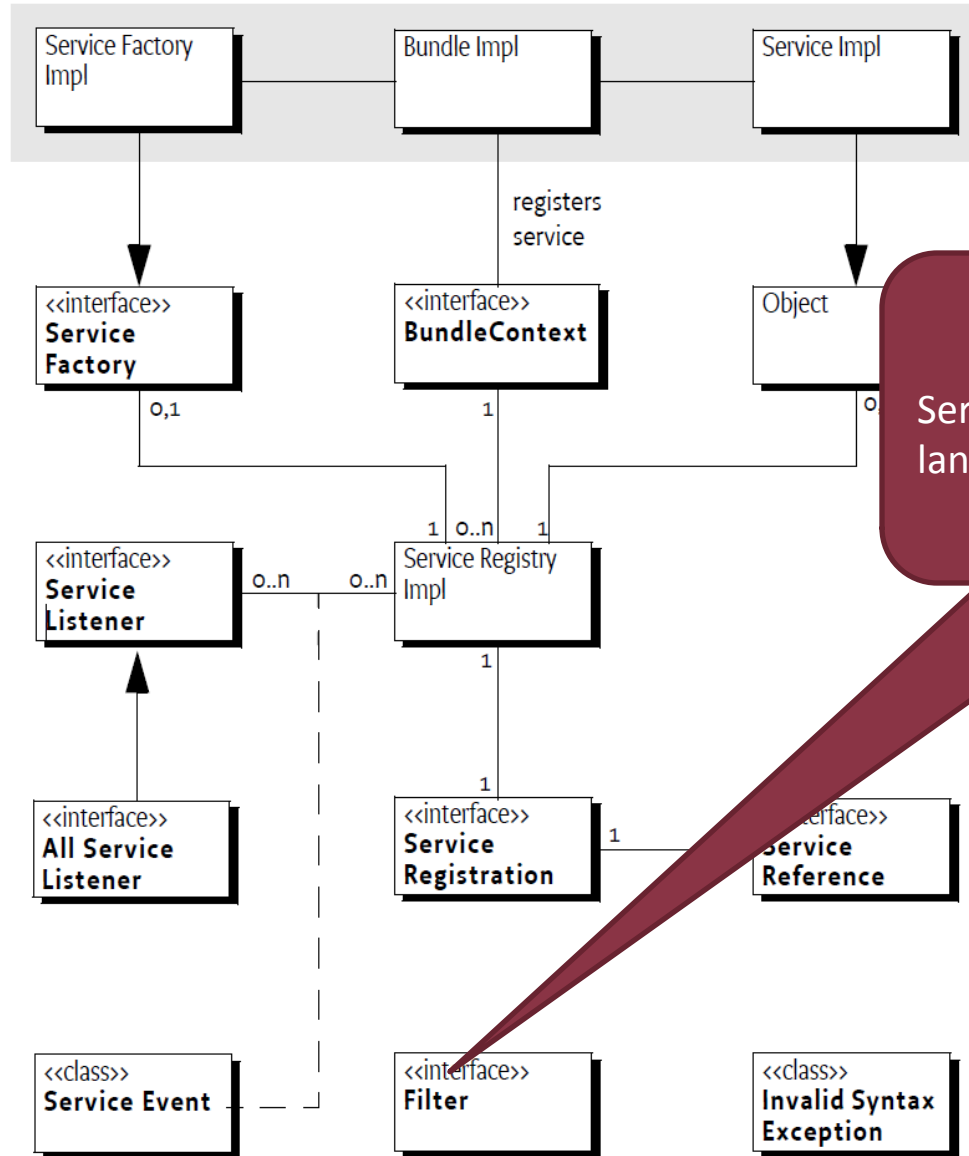 Service Factory
Impl
Bundle Impl
Service Impl
registers
service
<<interface>>
Service
Factory
<<interface>>
BundleContext
Object
0,1
1
0,
Ser
lan
1
0..n
1
<<interface>>
Service
Listener
0..n
0..n
Service Registry
Impl
1
1
<<interface>>
All Service
Listener
<<interface>>
Service
Registration
1
erface>>
Service
Reference
<<class>>
Service Event
<<interface>>
Filter
<<class>>
Invalid Syntax
Exception